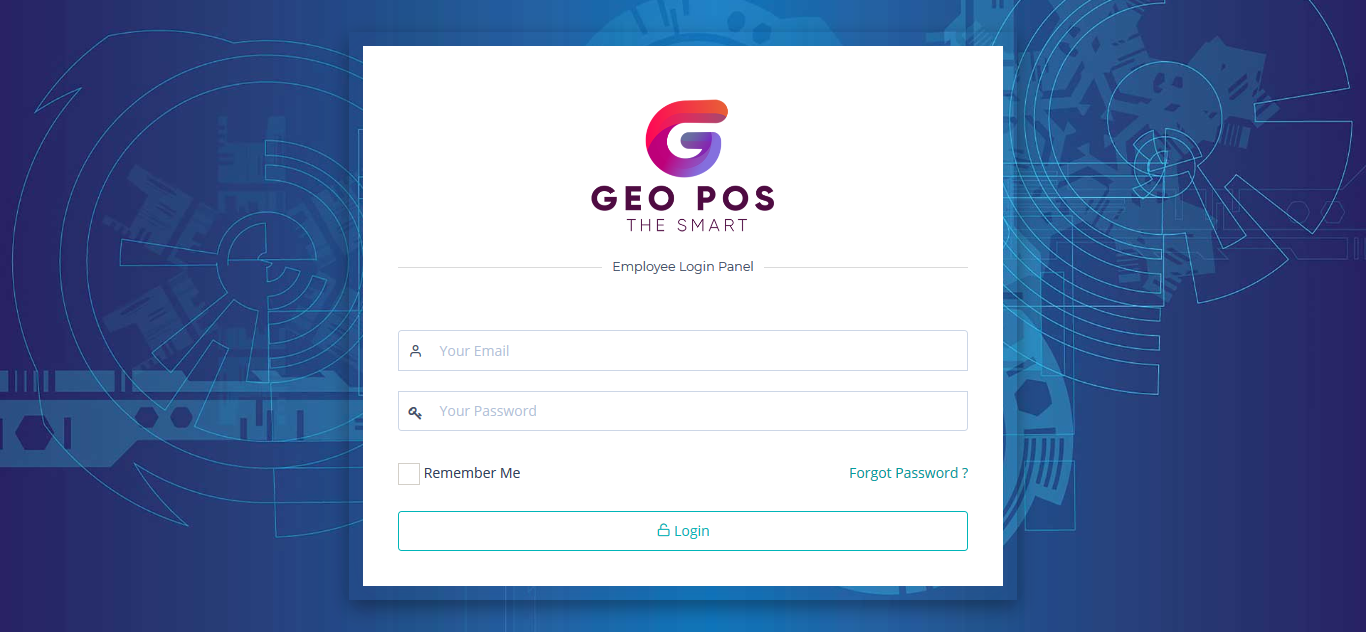 GEO POS
THE SMART
Employee Login Panel
Your Email
Your Password
Remember Me
Forgot Password ?
Login